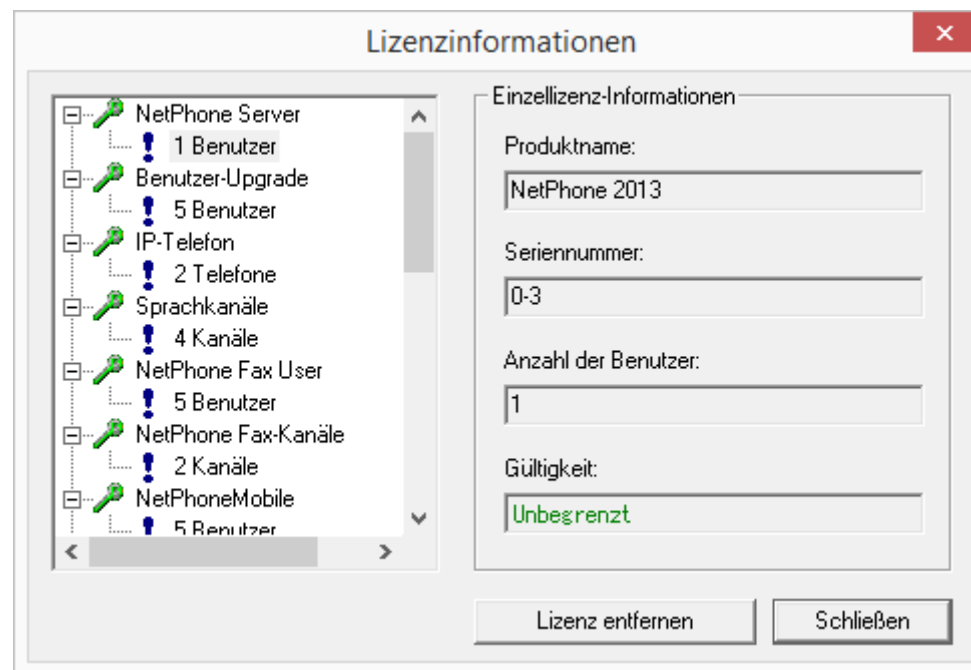 Lizenzinformationen
NetPhone Server
1 Benutzer
Benutzer-Upgrade
5 Benutzer
IP-Telefon
2 Telefone
Sprachkanäle
4 Kanäle
NetPhone Fax User
5 Benutzer
NetPhone Fax-Kanäle
2 Kanäle
NetPhoneMobile
5 Benutzer
Einzellizenz-Informationen
Produktname:
NetPhone 2013
Seriennummer:
0-3
Anzahl der Benutzer:
1
Gültigkeit:
Unbegrenzt
Lizenz entfernen
Schließen